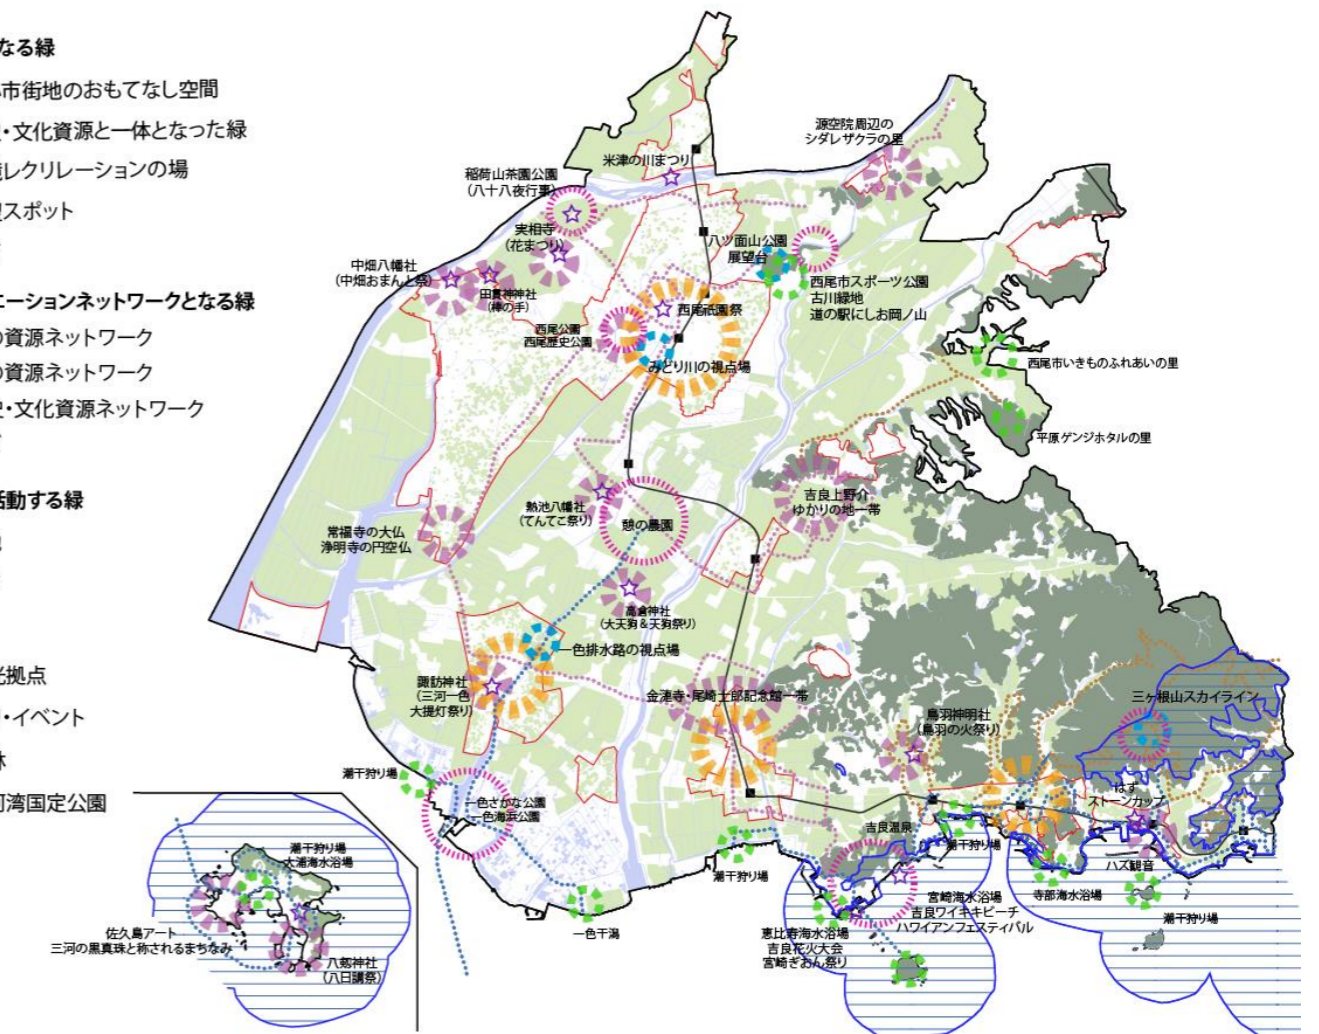 なる緑
市街地のおもてなし空間
・文化資源と一体となった緑
レクリレーションの場
スポット
エーションネットワークとなる緑
の資源ネットワーク
の資源ネットワーク
・文化資源ネットワーク
活動する緑
光拠点
・イベント
林
河湾国定公園
源空院周辺の
シダレザクラの里
米津の川まつり
稲荷山茶園公園
(八十八夜行事)
実相寺
(花まつり)
八ツ面山公園
展望台
中畑八幡社
(中畑おまんと祭)
田貫神神社
(棒の手)
西尾市スポーツ公園
古川緑地
道の駅にしお岡ノ山
西尾祇園祭
西尾公園
西尾歴史公園
みどり川の視点場
西尾市いきものふれあいの里
平原ゲンジホタルの里
吉良上野介
ゆかりの地一帯
熱池八幡社
(てんてこ祭り)
憩の農園
常福寺の大仏
浄明寺の円空仏
高倉神社
(大天狗&天狗祭り)
一色排水路の視点場
諏訪神社
(三河一色
大提灯祭り)
金蓮寺・尾崎士郎記念館一帯
鳥羽神明社
(鳥羽の火祭り)
三ヶ根山スカイライン
潮干狩り場
はず
ストーンカップ
一色さかな公園
一色海浜公園
吉良温泉
潮干狩り場
ハズ観音
潮干狩り場
大浦海水浴場
潮干狩り場
寺部海水浴場
宮崎海水浴場
吉良ワイキキビーチ
ハワイアンフェスティバル
潮干狩り場
佐久島アート
三河の黒真珠と称されるまちなみ
一色干潟
恵比寿海水浴場
吉良花火大会
宮崎ぎおん祭り
八剱神社
(八日講祭)